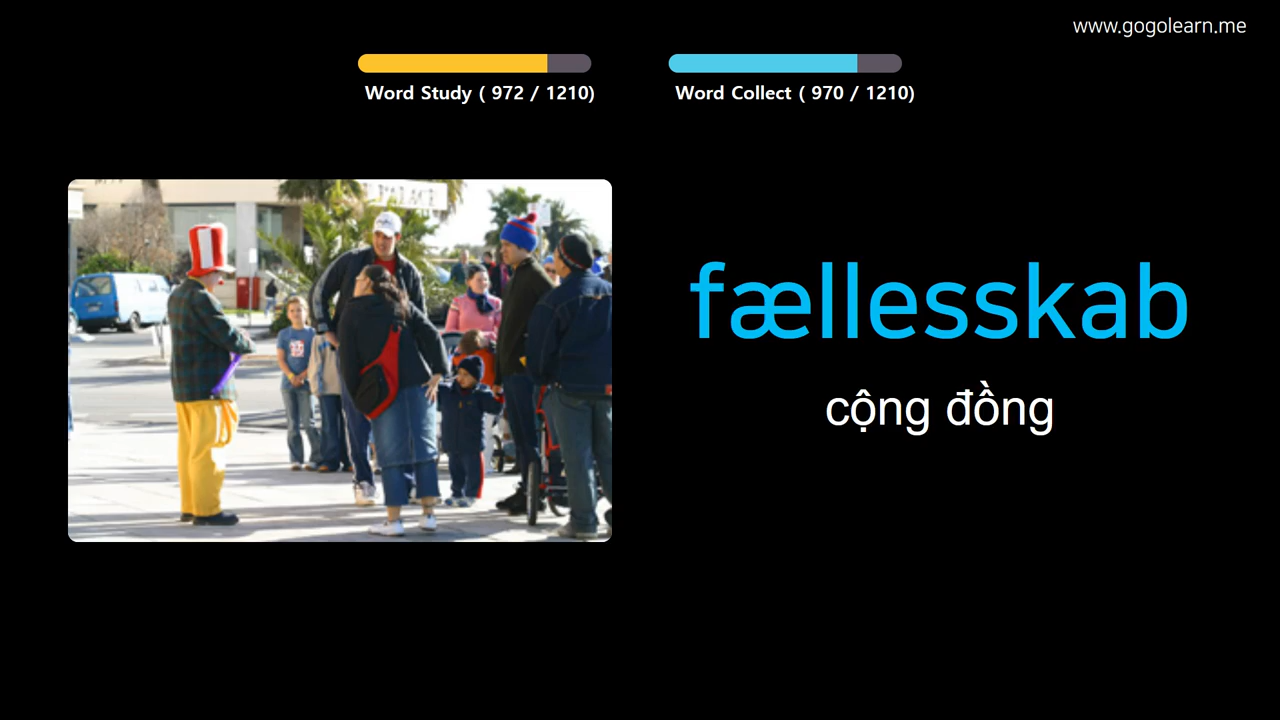 www.gogolearn.me
Word Study ( 972 / 1210)
Word Collect ( 970 / 1210)
fællesskab
cộng đồng